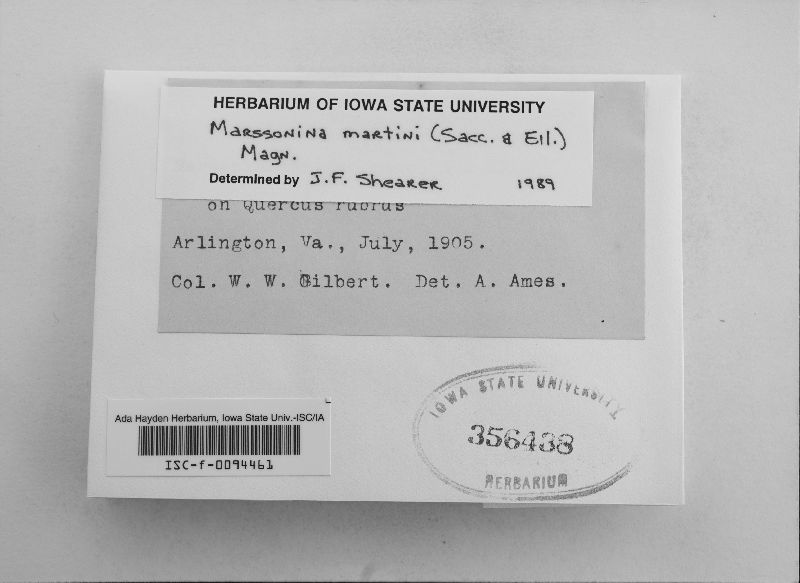 HERBARIUM OF IOWA STATE UNIVERSITY
Marssonina martini (Sacc. & Ell.)
Magn.
Determined by J.F. Shearer 1989
on Quercus rubrus
Arlington, Va., July, 1905.
Col. W. W. Gilbert. Det. A. Ames.
Ada Hayden Herbarium, Iowa State Univ.-ISC/IA
ISC-f-0094461
IOWA STATE UNIVERSITY
356438
HERBARIUM